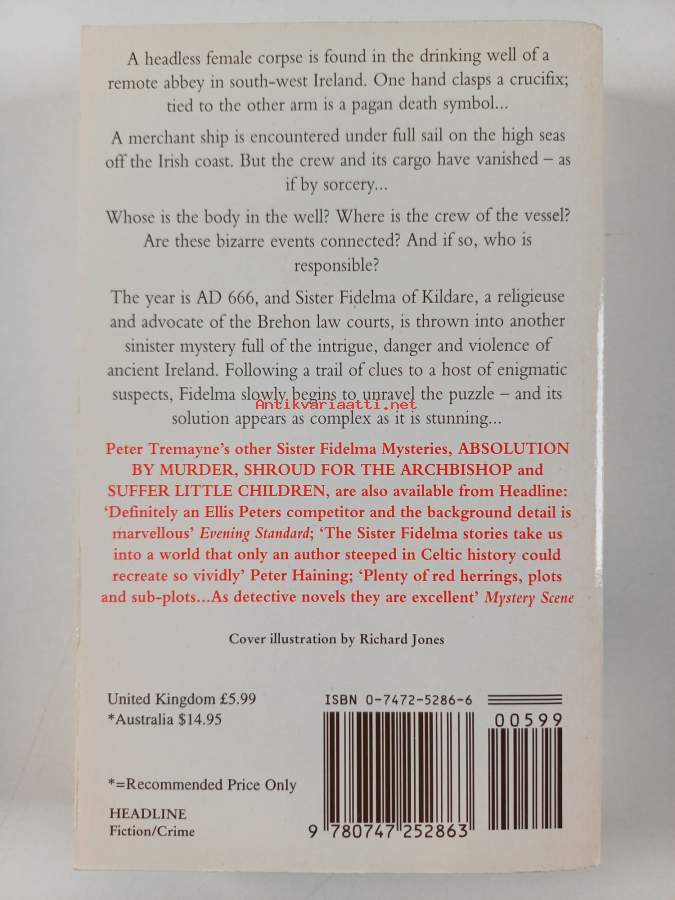 A headless female corpse is found in the drinking well of a
remote abbey in south-west Ireland. One hand clasps a crucifix;
tied to the other arm is a pagan death symbol...
A merchant ship is encountered under full sail on the high seas
off the Irish coast. But the crew and its cargo have vanished – as
if by sorcery...
Whose is the body in the well? Where is the crew of the vessel?
Are these bizarre events connected? And if so, who is
responsible?
The year is AD 666, and Sister Fidelma of Kildare, a religieuse
and advocate of the Brehon law courts, is thrown into another
sinister mystery full of the intrigue, danger and violence of
ancient Ireland. Following a trail of clues to a host of enigmatic
suspects, Fidelma slowly begins to unravel the puzzle – and its
Antikvariaatti.net
solution appears as complex as it is stunning...
Peter Tremayne's other Sister Fidelma Mysteries, ABSOLUTION
BY MURDER, SHROUD FOR THE ARCHBISHOP and
SUFFER LITTLE CHILDREN, are also available from Headline:
'Definitely an Ellis Peters competitor and the background detail is
marvellous' Evening Standard; 'The Sister Fidelma stories take us
into a world that only an author steeped in Celtic history could
recreate so vividly' Peter Haining; 'Plenty of red herrings, plots
and sub-plots...As detective novels they are excellent' Mystery Scene
Cover illustration by Richard Jones
United Kingdom £5.99
*Australia $14.95
*=Recommended Price Only
HEADLINE
Fiction/Crime
ISBN 0-7472-5286-6
00599
9 780747 252863